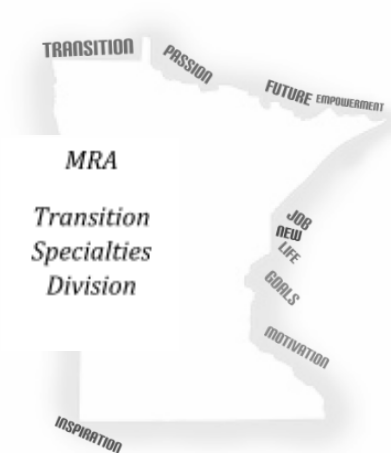 TRANSITION
PASSION
FUTURE EMPOWERMENT
MRA
Transition
Specialties
Division
JOB
NEW
LIFE
GOALS
MOTIVATION
INSPIRATION